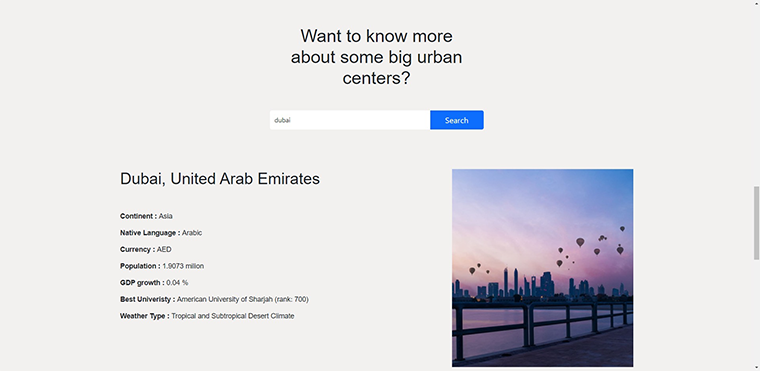 Want to know more
about some big urban
centers?
dubai
Search
Dubai, United Arab Emirates
Continent : Asia
Native Language : Arabic
Currency : AED
Population : 1.9073 milion
GDP growth : 0.04 %
Best Univeristy : American University of Sharjah (rank: 700)
Weather Type : Tropical and Subtropical Desert Climate